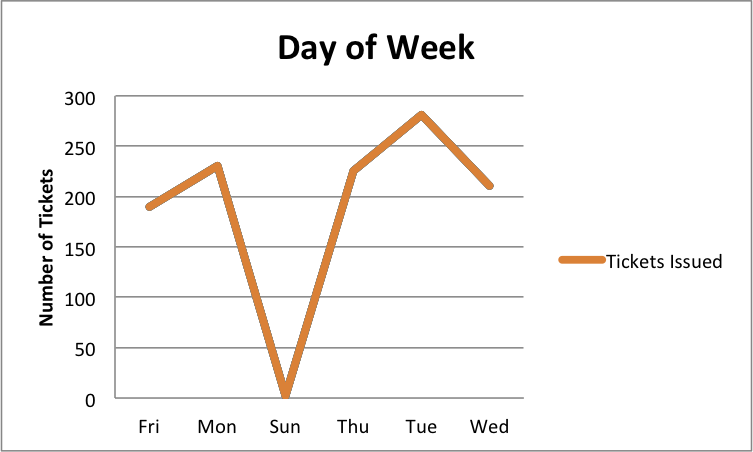 Day of Week
Number of Tickets
300
250
200
150
100
50
0
Fri Mon Sun Thu Tue Wed
Tickets Issued